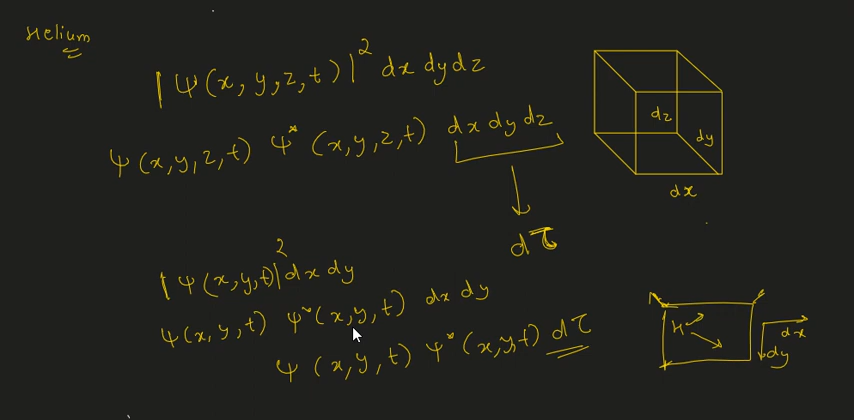 Helium
|ψ(x, y, z, t)|² dx dy dz
ψ(x, y, z, t) ψ*(x, y, z, t) dx dy dz
dτ
dz
dy
dx
|ψ(x, y, t)|² dx dy
ψ(x, y, t) ψ*(x, y, t) dx dy
ψ(x, y, t) ψ*(x, y, t) dτ
H
dx
dy